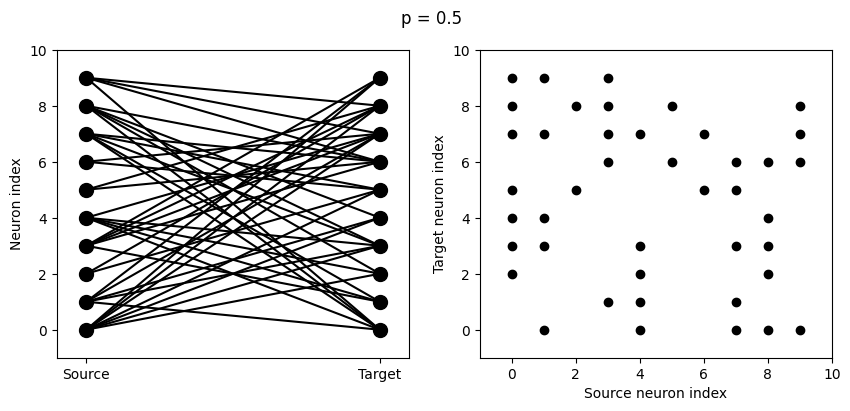 p = 0.5
Neuron index
10
8
6
4
2
0
Source Target
Target neuron index
10
8
6
4
2
0
0 2 4 6 8 10
Source neuron index